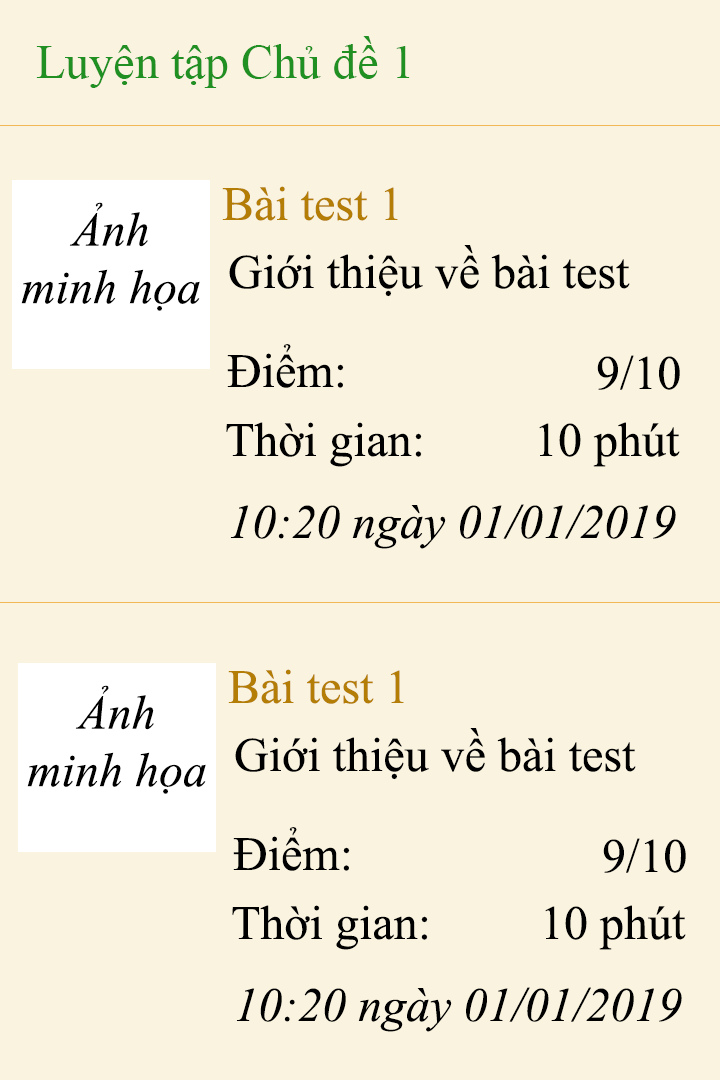 Luyện tập Chủ đề 1
Ảnh
minh họa
Bài test 1
Giới thiệu về bài test
Điểm: 9/10
Thời gian: 10 phút
10:20 ngày 01/01/2019
Ảnh
minh họa
Bài test 1
Giới thiệu về bài test
Điểm: 9/10
Thời gian: 10 phút
10:20 ngày 01/01/2019